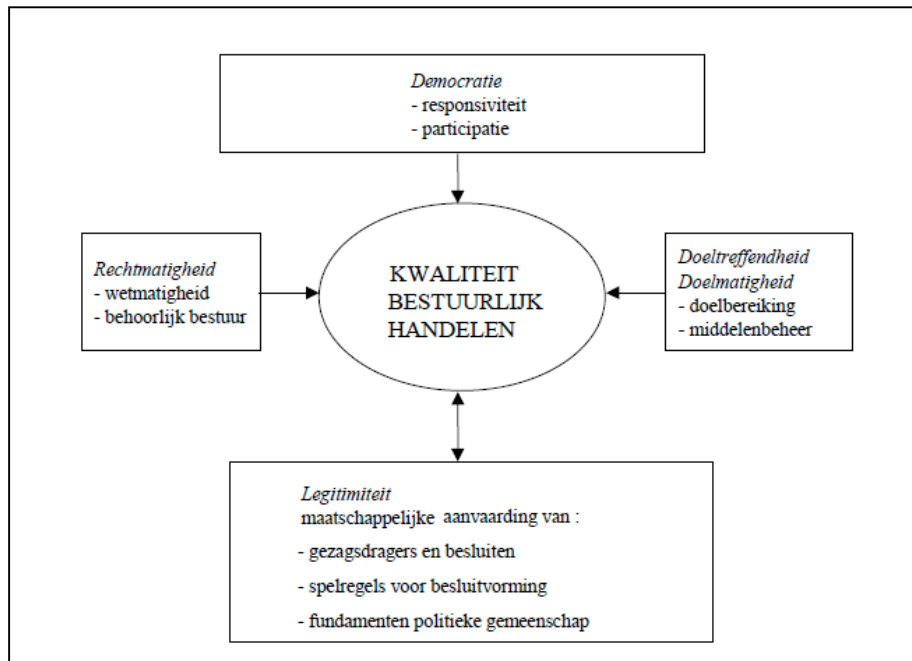 Democratie
- responsiviteit
- participatie
Rechtmatigheid
- wetmatigheid
- behoorlijk bestuur
KWALITEIT
BESTUURLIJK
HANDELEN
Doeltreffendheid
Doelmatigheid
- doelbereiking
- middelenbeheer
Legitimiteit
maatschappelijke aanvaarding van :
- gezagsdragers en besluiten
- spelregels voor besluitvorming
- fundamenten politieke gemeenschap